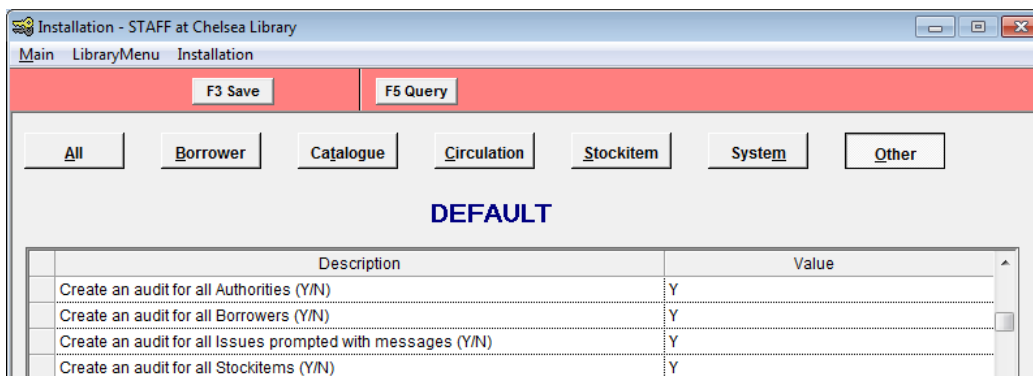 Installation - STAFF at Chelsea Library
Main LibraryMenu Installation
F3 Save F5 Query
All Borrower Catalogue Circulation Stockitem System Other
DEFAULT
Description Value
Create an audit for all Authorities (Y/N) Y
Create an audit for all Borrowers (Y/N) Y
Create an audit for all Issues prompted with messages (Y/N) Y
Create an audit for all Stockitems (Y/N) Y